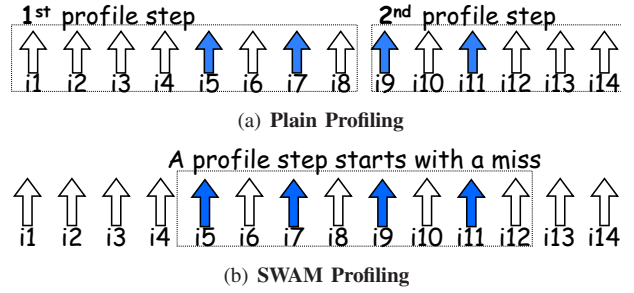 1st profile step 2nd profile step
i1 i2 i3 i4 i5 i6 i7 i8 i9 i10 i11 i12 i13 i14
(a) Plain Profiling
A profile step starts with a miss
i1 i2 i3 i4 i5 i6 i7 i8 i9 i10 i11 i12 i13 i14
(b) SWAM Profiling